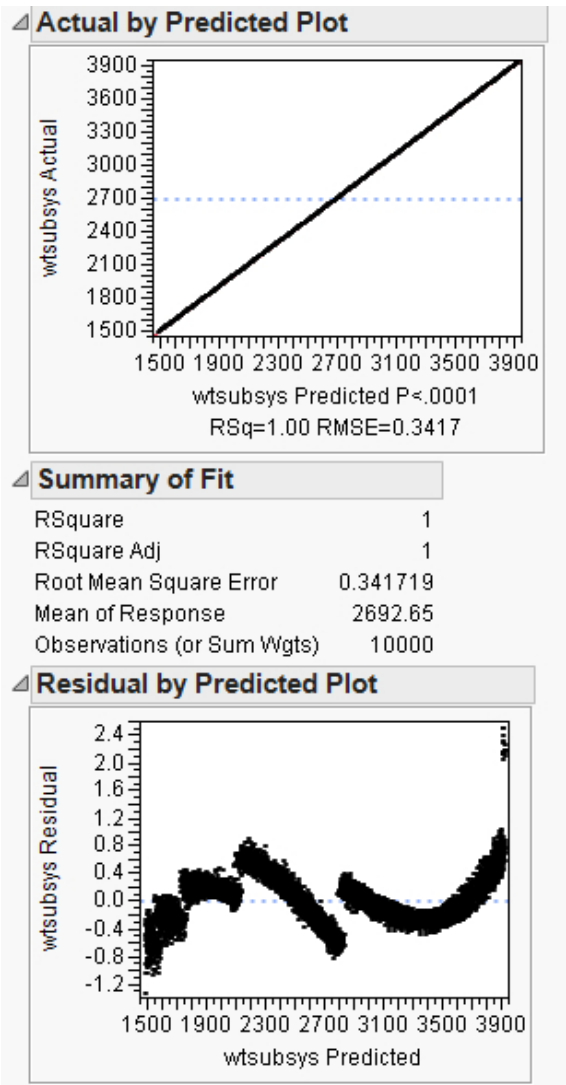 Actual by Predicted Plot
3900
3600
3300
3000
2700
2400
2100
1800
1500
wtsubsys Actual
1500 1900 2300 2700 3100 3500 3900
wtsubsys Predicted P<.0001
RSq=1.00 RMSE=0.3417
Summary of Fit
RSquare 1
RSquare Adj 1
Root Mean Square Error 0.341719
Mean of Response 2692.65
Observations (or Sum Wgts) 10000
Residual by Predicted Plot
2.4
2.0
1.6
1.2
0.8
0.4
0.0
-0.4
-0.8
-1.2
wtsubsys Residual
1500 1900 2300 2700 3100 3500 3900
wtsubsys Predicted